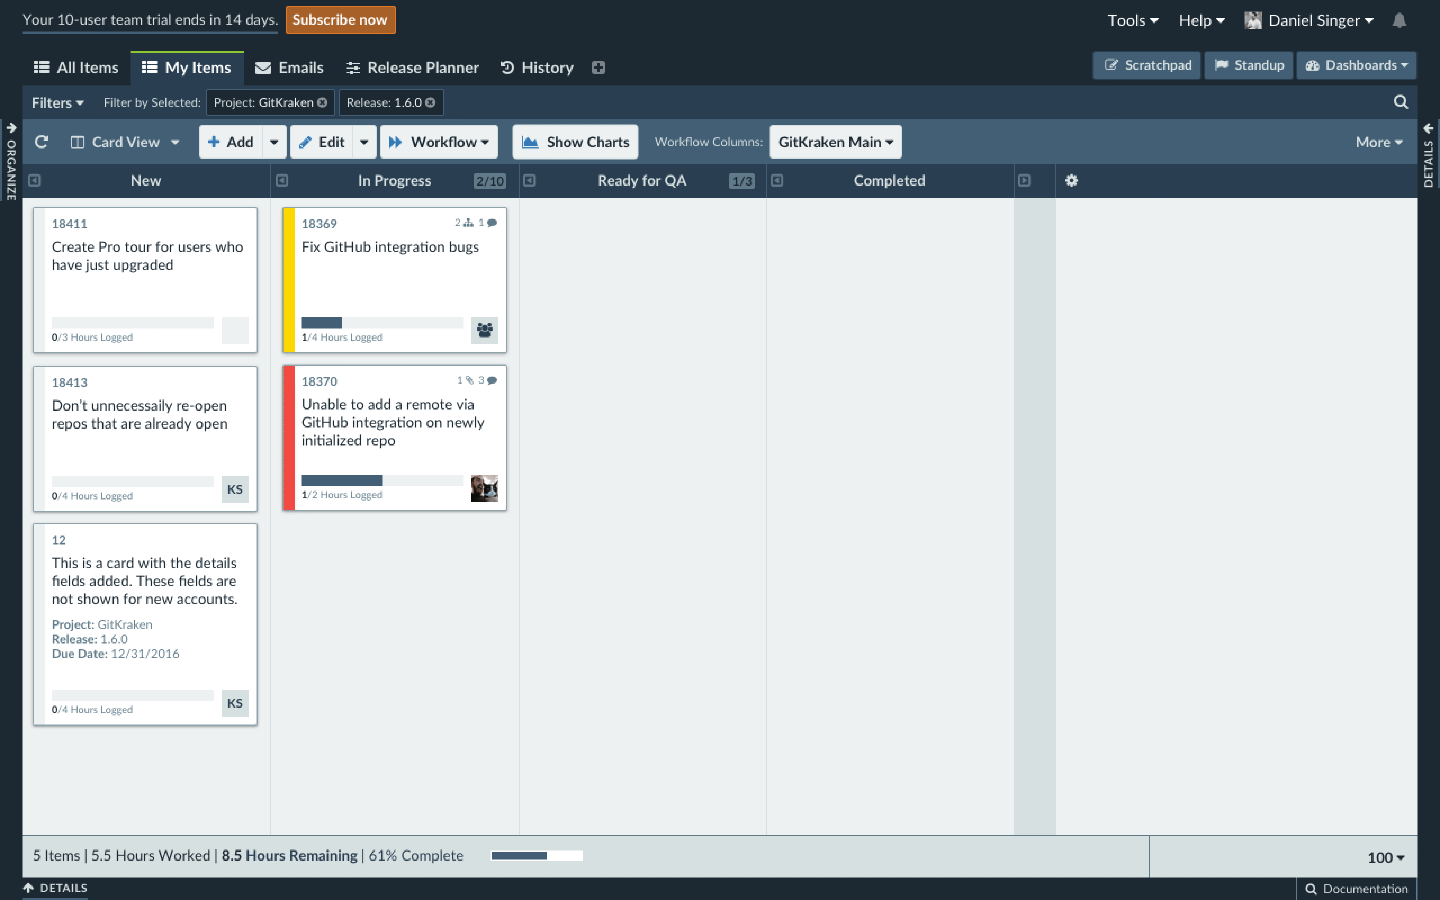 Your 10-user team trial ends in 14 days. Subscribe now
Tools Help Daniel Singer
All Items My Items Emails Release Planner History
Scratchpad Standup Dashboards
Filters Filter by Selected: Project: GitKraken Release: 1.6.0
ORGANIZE
Card View Add Edit Workflow Show Charts Workflow Columns: GitKraken Main More
DETAILS
New In Progress 2/10 Ready for QA 1/3 Completed
18411
Create Pro tour for users who
have just upgraded
0/3 Hours Logged
18413
Don't unnecessaily re-open
repos that are already open
0/4 Hours Logged KS
12
This is a card with the details
fields added. These fields are
not shown for new accounts.
Project: GitKraken
Release: 1.6.0
Due Date: 12/31/2016
0/4 Hours Logged KS
18369 2 1
Fix GitHub integration bugs
1/4 Hours Logged
18370 1 3
Unable to add a remote via
GitHub integration on newly
initialized repo
1/2 Hours Logged
5 Items | 5.5 Hours Worked | 8.5 Hours Remaining | 61% Complete
100
DETAILS
Documentation